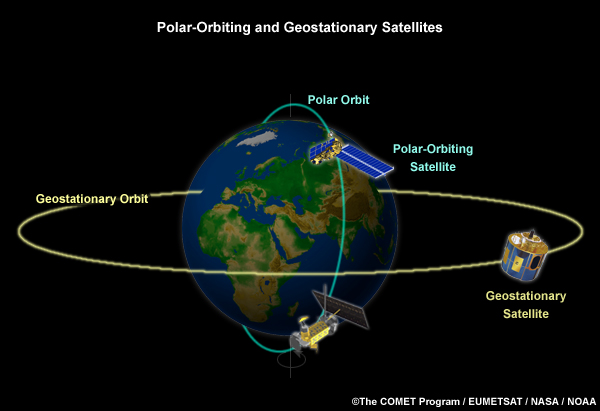 Polar-Orbiting and Geostationary Satellites
Polar Orbit
Polar-Orbiting
Satellite
Geostationary Orbit
Geostationary
Satellite
©The COMET Program / EUMETSAT / NASA / NOAA